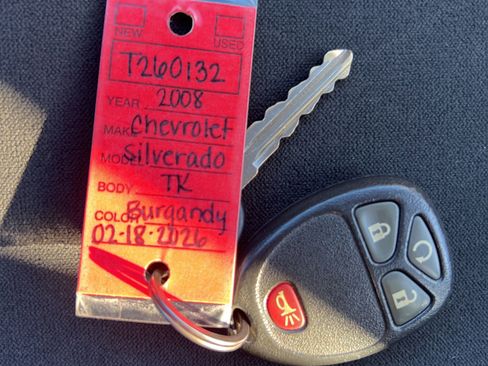 NEW USED
T260132
YEAR 2008
MAKE Chevrolet
MODEL Silverado
BODY TK
COLOR Burgandy
02-18-2026